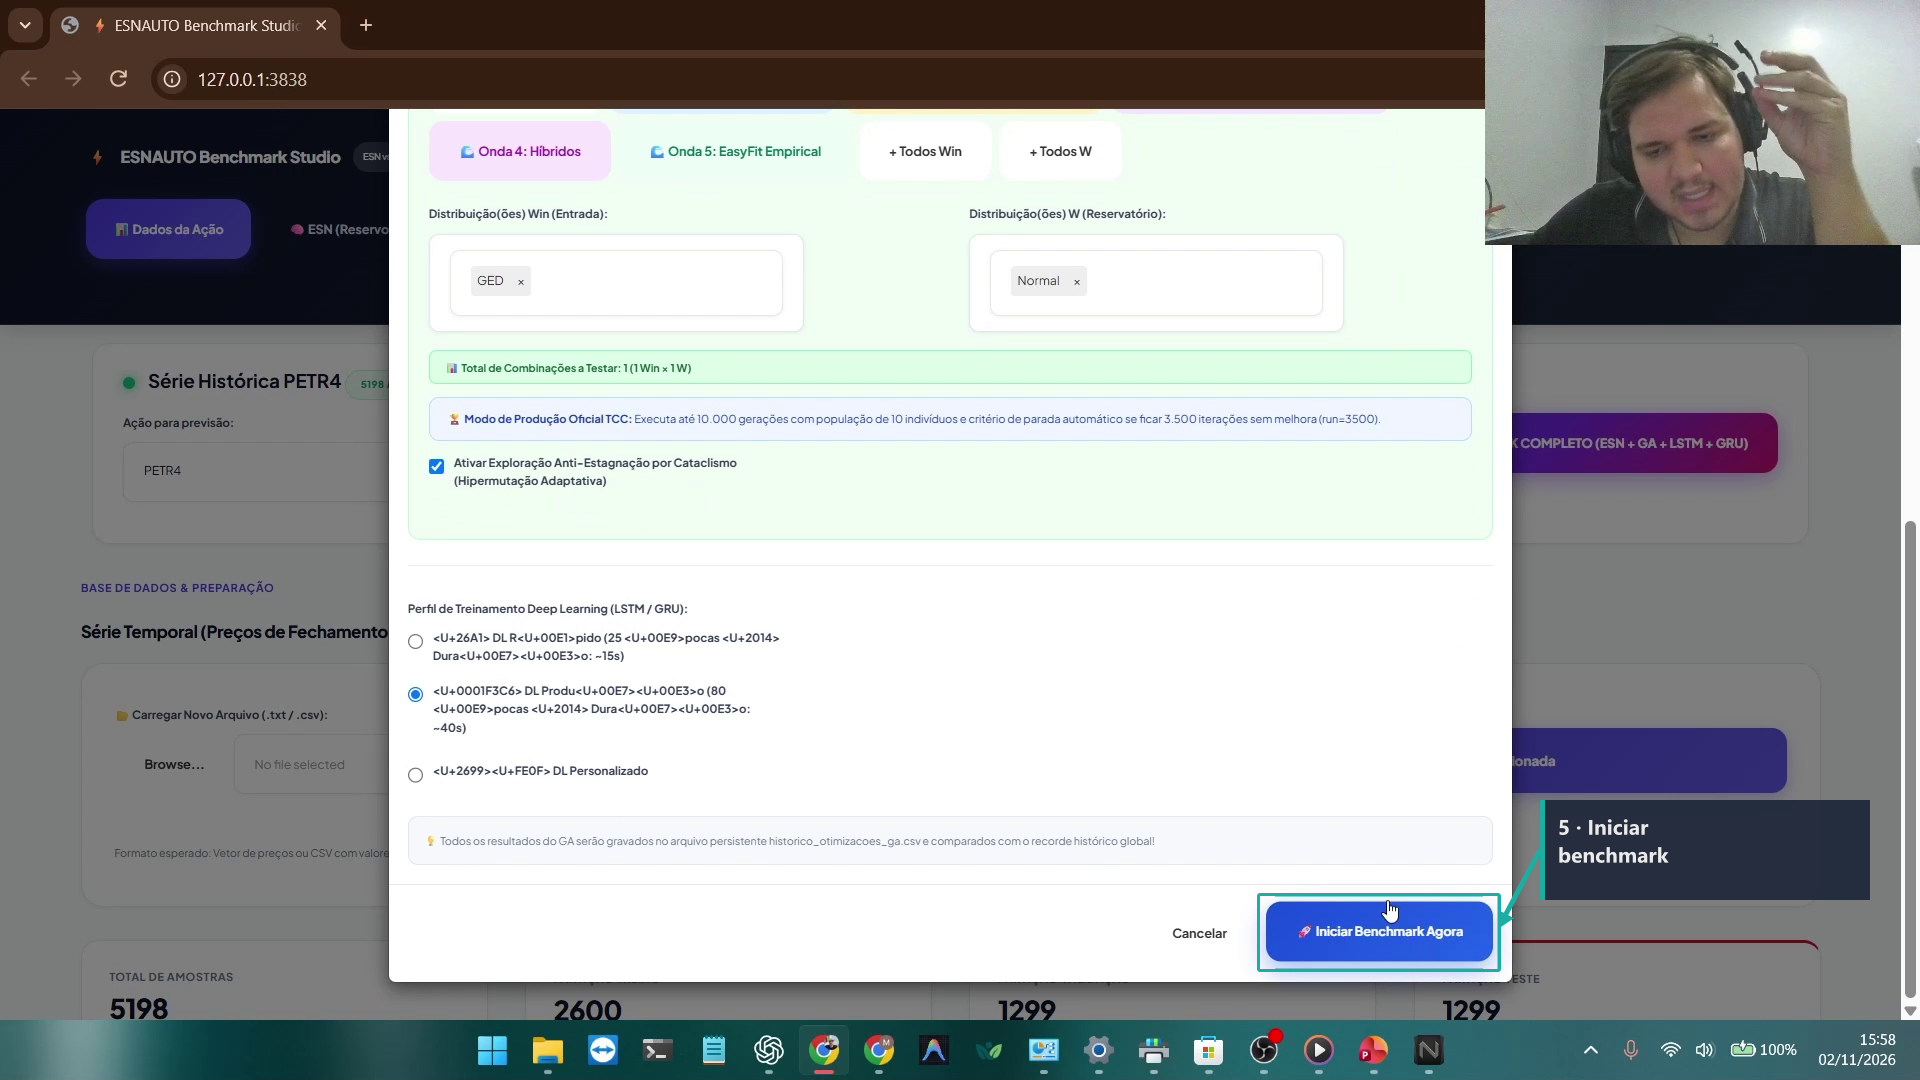 ESNAUTO Benchmark Studio
127.0.0.1:3838
ESNAUTO Benchmark Studio
Dados da Ação
ESN (Reservo
Onda 4: Híbridos
Onda 5: EasyFit Empirical
+ Todos Win
+ Todos W
Distribuição(ões) Win (Entrada):
Distribuição(ões) W (Reservatório):
GED ×
Normal ×
Total de Combinações a Testar: 1 (1 Win × 1 W)
Modo de Produção Oficial TCC: Executa até 10.000 gerações com população de 10 indivíduos e critério de parada automático se ficar 3.500 iterações sem melhora (run=3500).
Ativar Exploração Anti-Estagnação por Cataclismo
(Hipermutação Adaptativa)
Série Histórica PETR4
5198
Ação para previsão:
PETR4
COMPLETO (ESN + GA + LSTM + GRU)
BASE DE DADOS & PREPARAÇÃO
Série Temporal (Preços de Fechamento
Perfil de Treinamento Deep Learning (LSTM / GRU):
<U+26A1> DL R<U+00E1>pido (25 <U+00E9>pocas <U+2014>
Dura<U+00E7><U+00E3>o: ~15s)
<U+0001F3C6> DL Produ<U+00E7><U+00E3>o (80
<U+00E9>pocas <U+2014> Dura<U+00E7><U+00E3>o:
~40s)
<U+2699><U+FE0F> DL Personalizado
Carregar Novo Arquivo (.txt / .csv):
Browse...
No file selected
ionada
Formato esperado: Vetor de preços ou CSV com valore
Todos os resultados do GA serão gravados no arquivo persistente historico_otimizacoes_ga.csv e comparados com o recorde histórico global!
5 · Iniciar
benchmark
Cancelar
Iniciar Benchmark Agora
TOTAL DE AMOSTRAS
ESTE
5198
2600
1299
1299
100%
15:58
02/11/2026